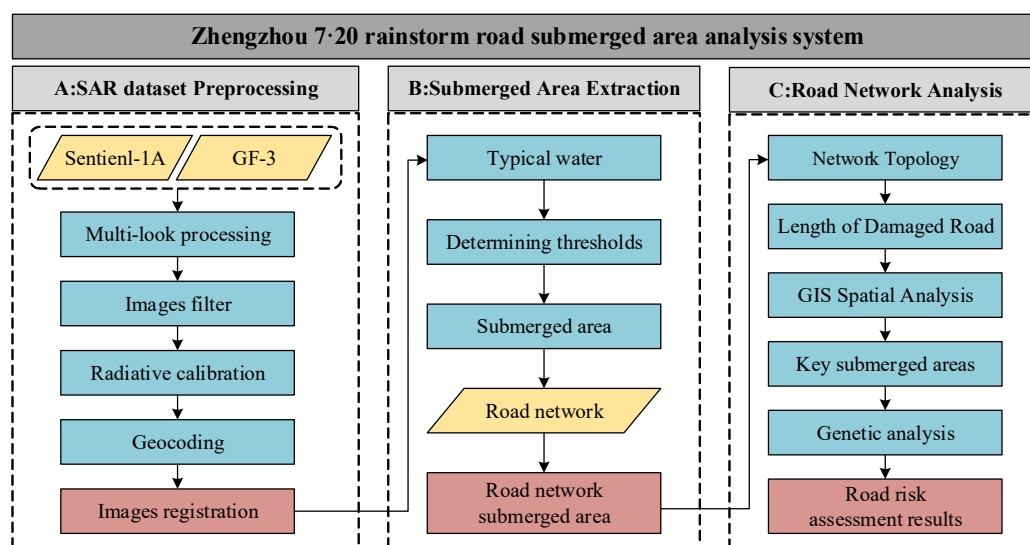 Zhengzhou 7·20 rainstorm road submerged area analysis system
A:SAR dataset Preprocessing
Sentienl-1A
GF-3
Multi-look processing
Images filter
Radiative calibration
Geocoding
Images registration
B:Submerged Area Extraction
Typical water
Determining thresholds
Submerged area
Road network
Road network
submerged area
C:Road Network Analysis
Network Topology
Length of Damaged Road
GIS Spatial Analysis
Key submerged areas
Genetic analysis
Road risk
assessment results